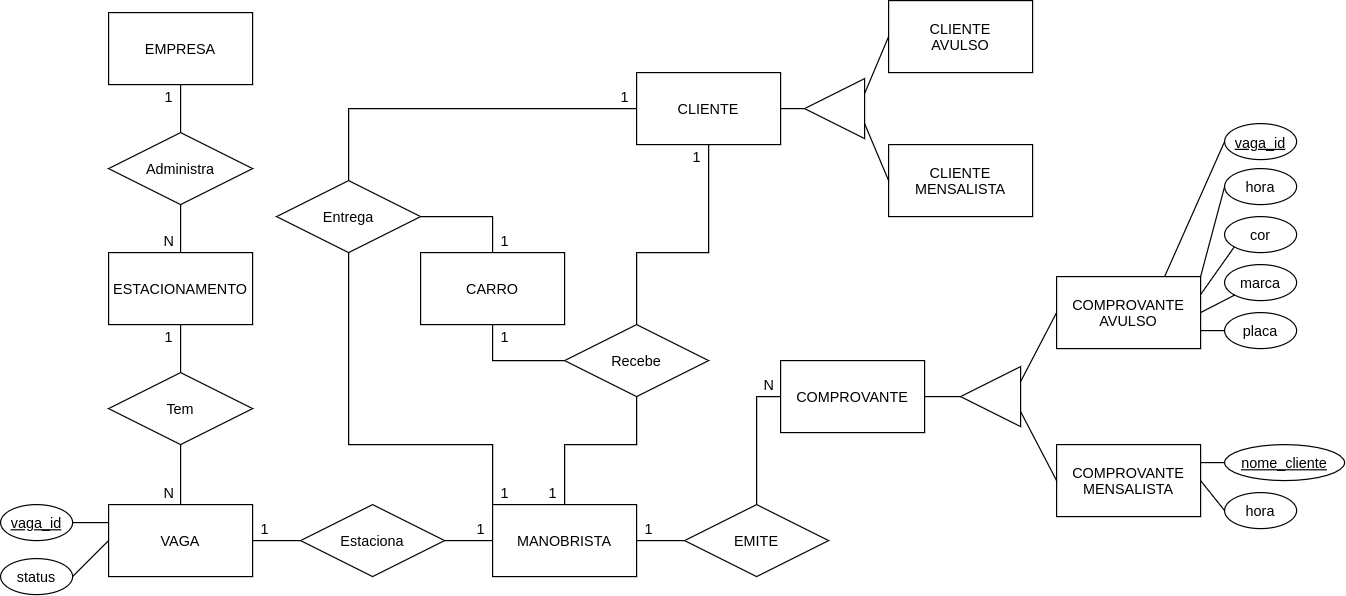 CLIENTE
AVULSO
EMPRESA
1
1
CLIENTE
1
Administra
CLIENTE
MENSALISTA
vaga_id
hora
Entrega
cor
N
1
ESTACIONAMENTO
CARRO
marca
COMPROVANTE
AVULSO
placa
1
1
Recebe
N
COMPROVANTE
Tem
nome_cliente
COMPROVANTE
MENSALISTA
hora
N
1
1
vaga_id
1
1
1
VAGA
Estaciona
MANOBRISTA
EMITE
status